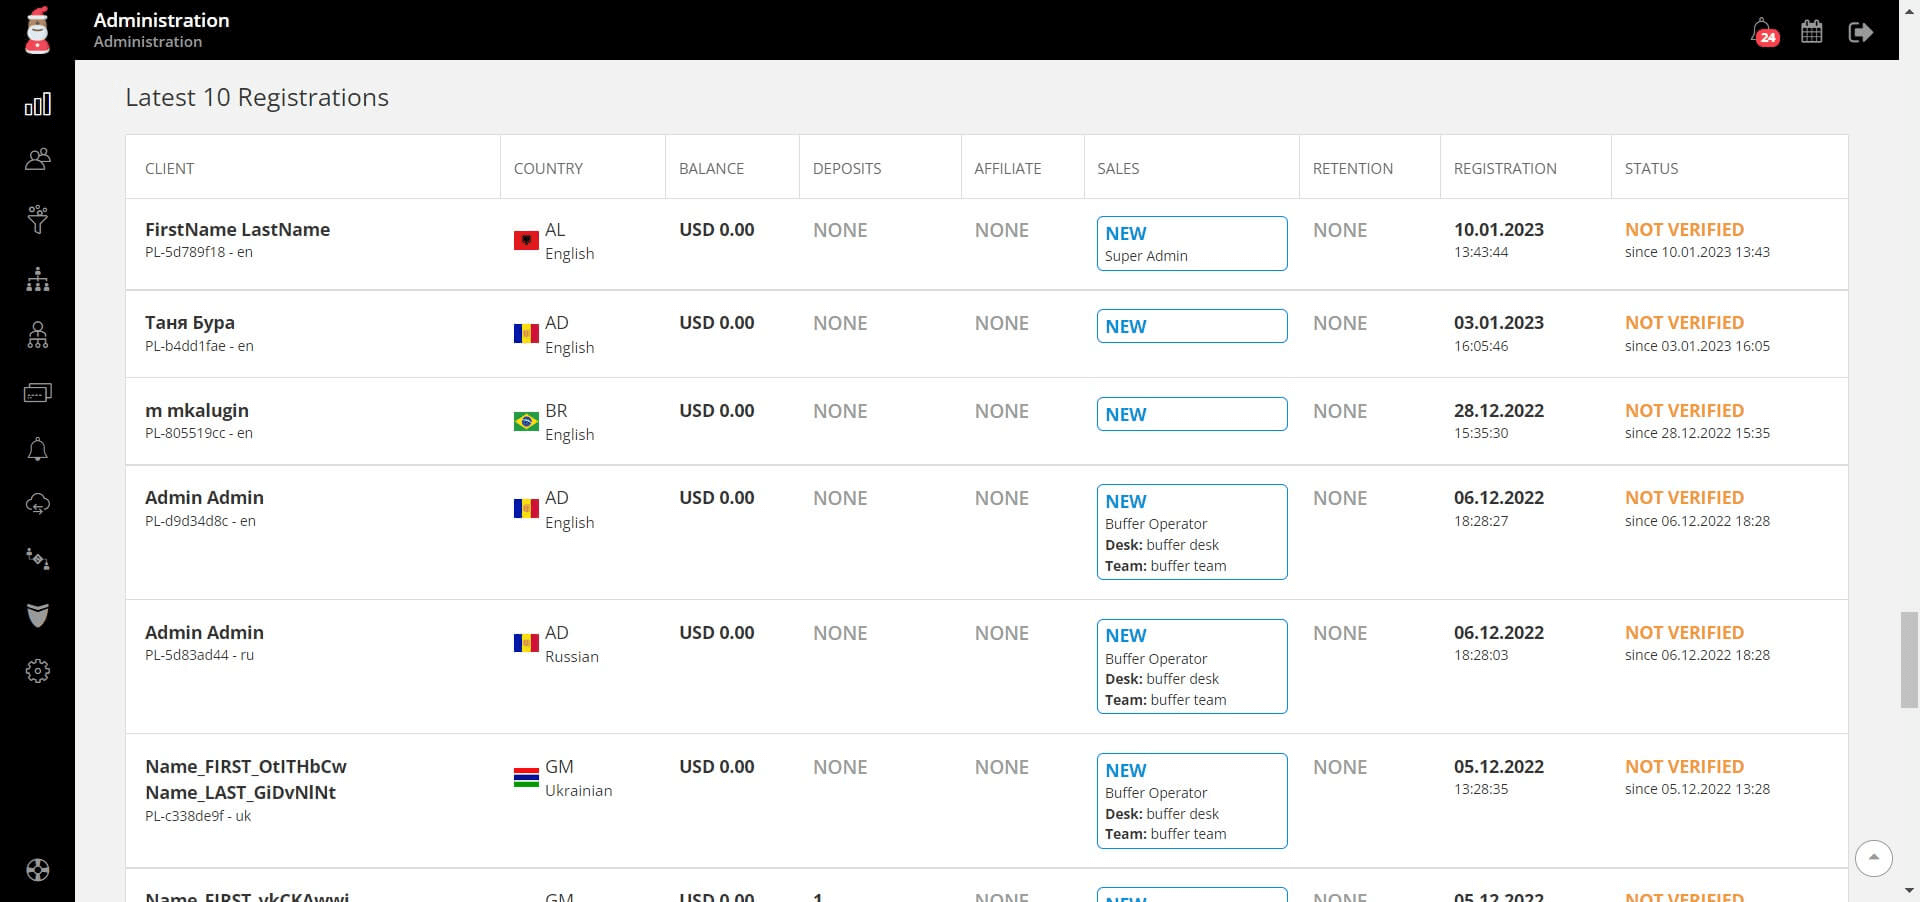 Administration
Administration
24
Latest 10 Registrations
CLIENT COUNTRY BALANCE DEPOSITS AFFILIATE SALES RETENTION REGISTRATION STATUS
FirstName LastName AL USD 0.00 NONE NONE NEW NONE 10.01.2023 NOT VERIFIED
PL-5d789f18 - en English Super Admin 13:43:44 since 10.01.2023 13:43
Таня Бура AD USD 0.00 NONE NONE NEW NONE 03.01.2023 NOT VERIFIED
PL-b4dd1fae - en English 16:05:46 since 03.01.2023 16:05
m mkalugin BR USD 0.00 NONE NONE NEW NONE 28.12.2022 NOT VERIFIED
PL-805519cc - en English 15:35:30 since 28.12.2022 15:35
Admin Admin AD USD 0.00 NONE NONE NEW NONE 06.12.2022 NOT VERIFIED
PL-d9d34d8c - en English Buffer Operator 18:28:27 since 06.12.2022 18:28
Desk: buffer desk
Team: buffer team
Admin Admin AD USD 0.00 NONE NONE NEW NONE 06.12.2022 NOT VERIFIED
PL-5d83ad44 - ru Russian Buffer Operator 18:28:03 since 06.12.2022 18:28
Desk: buffer desk
Team: buffer team
Name_FIRST_OtITHbCw GM USD 0.00 NONE NONE NEW NONE 05.12.2022 NOT VERIFIED
Name_LAST_GiDvNlNt Ukrainian Buffer Operator 13:28:35 since 05.12.2022 13:28
PL-c338de9f - uk Desk: buffer desk
Team: buffer team
GM USD 0.00 1 NONE NEW NONE 05.12.2022 NOT VERIFIED